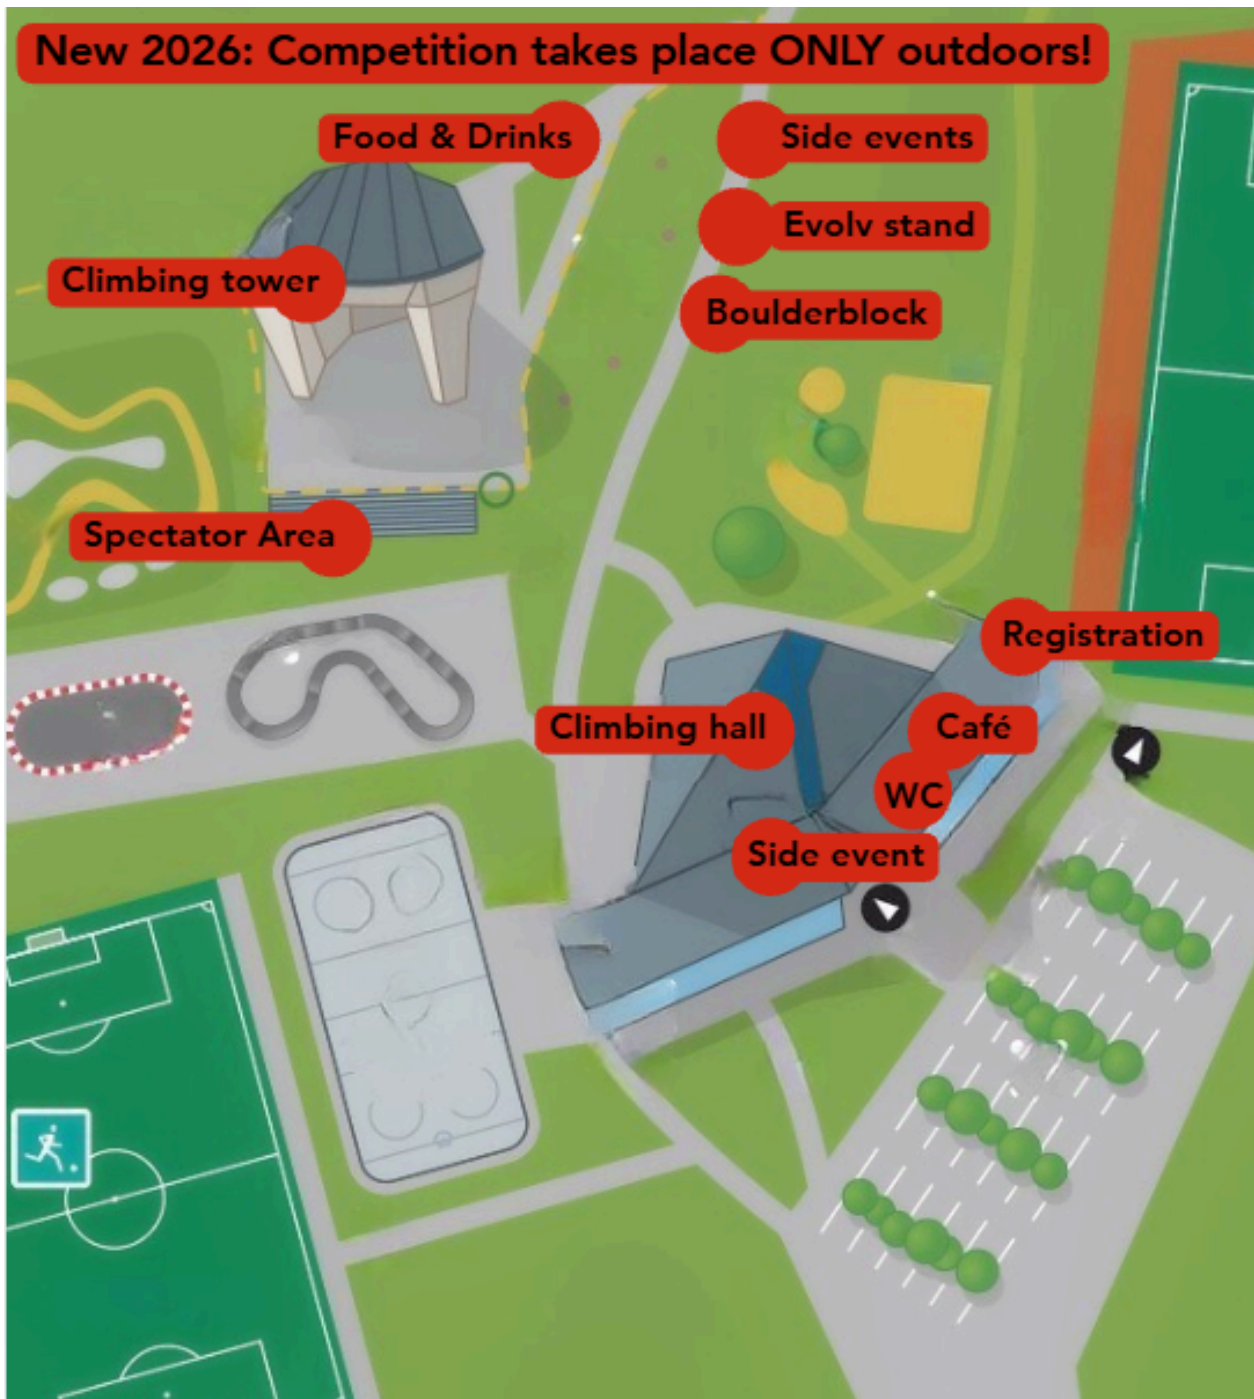 New 2026: Competition takes place ONLY outdoors!
Food & Drinks
Side events
Evolv stand
Climbing tower
Boulderblock
Spectator Area
Registration
Climbing hall
Café
WC
Side event